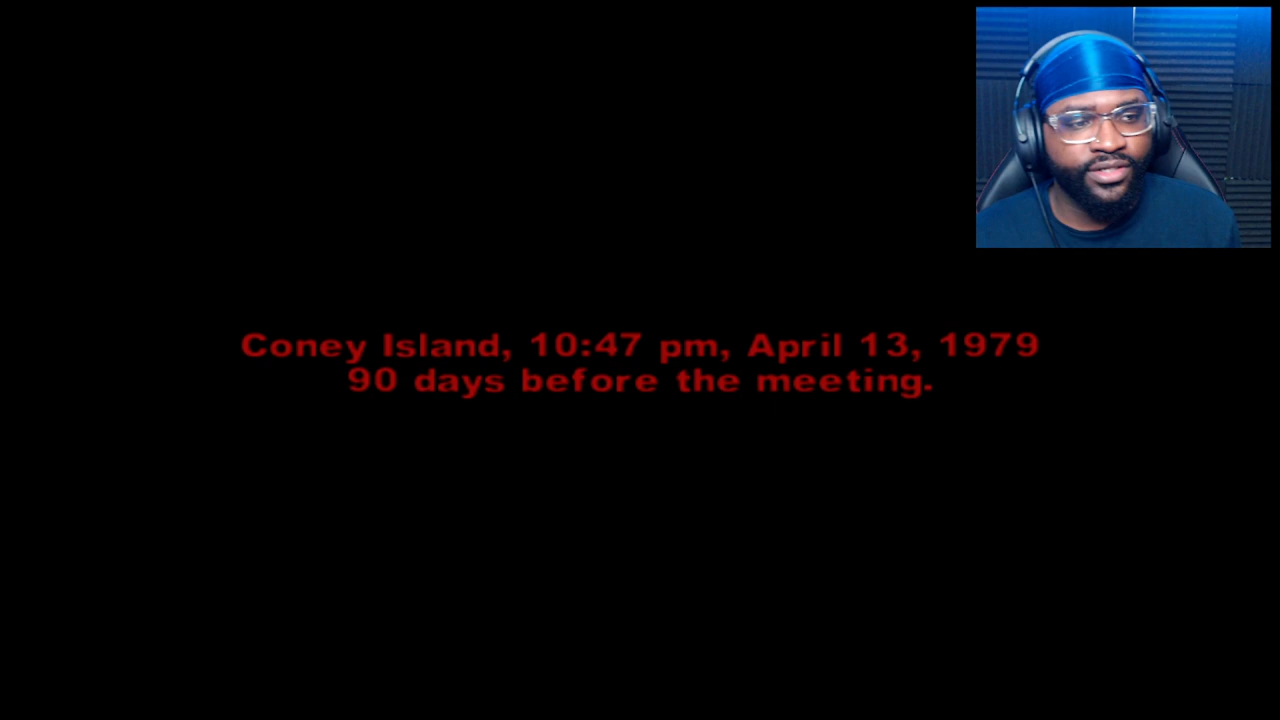 Coney Island, 10:47 pm, April 13, 1979
90 days before the meeting.